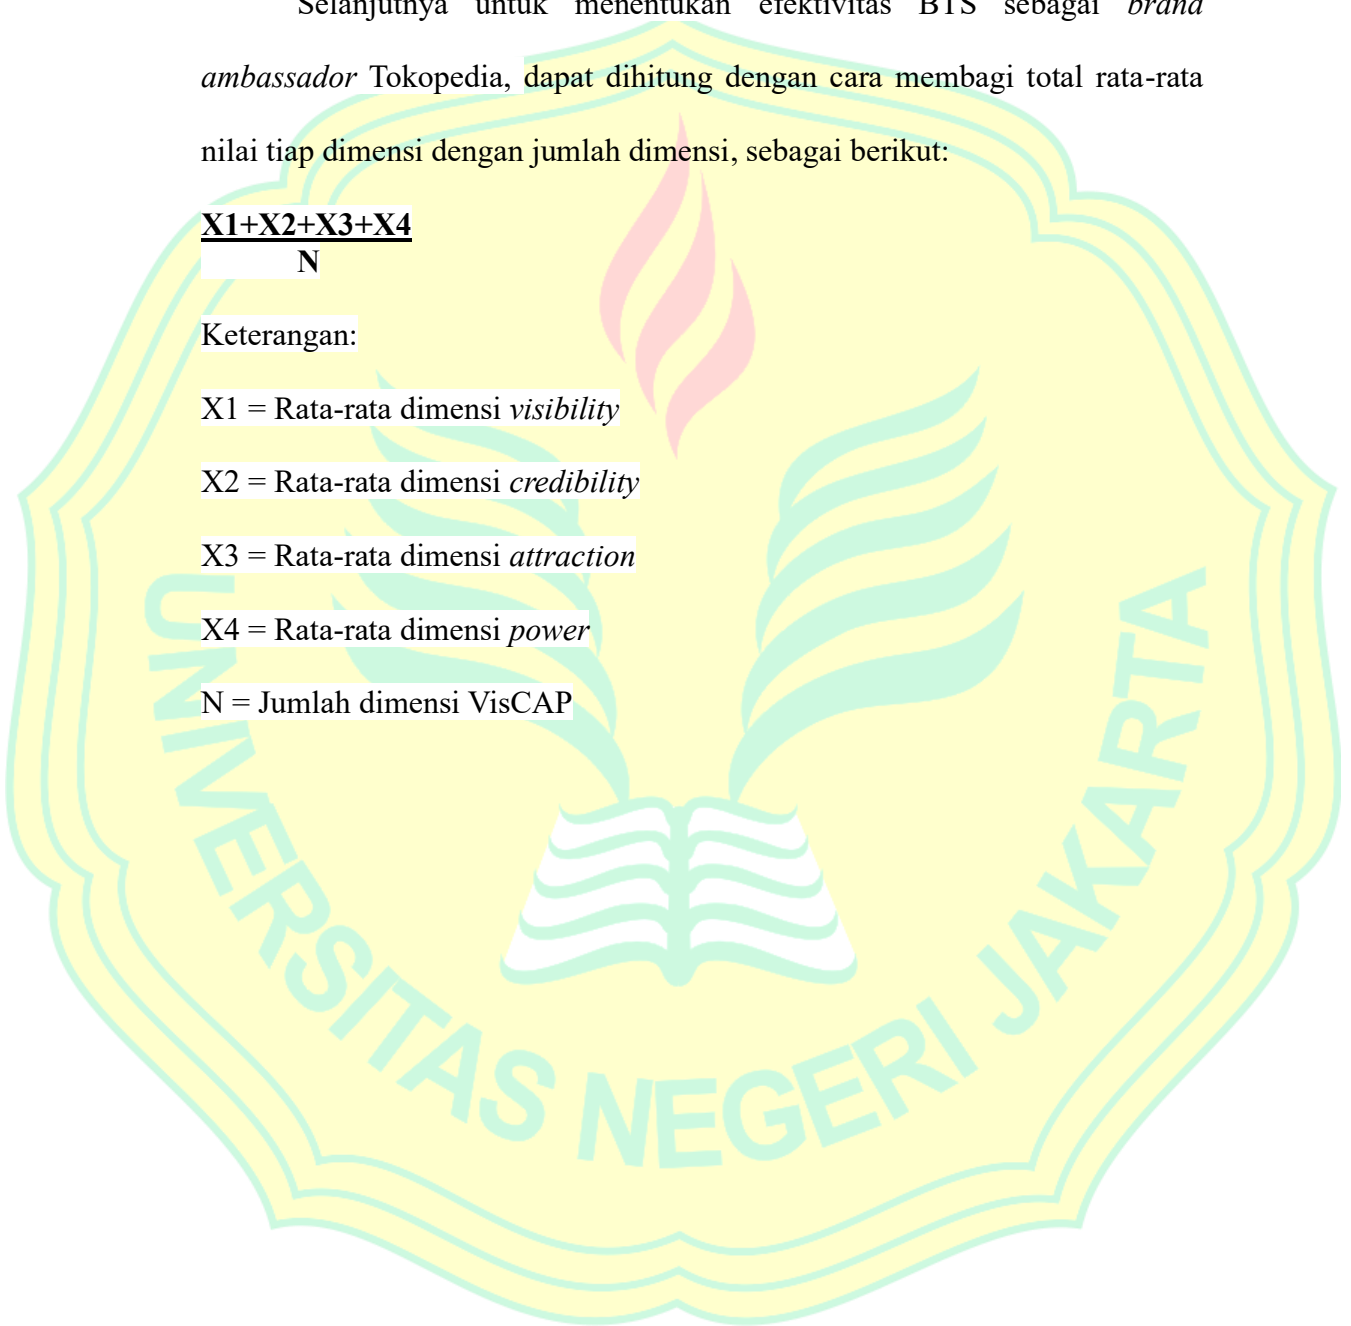 Selanjutnya untuk menentukan efektivitas BTS sebagai brand
ambassador Tokopedia, dapat dihitung dengan cara membagi total rata-rata
nilai tiap dimensi dengan jumlah dimensi, sebagai berikut:
X1+X2+X3+X4
N
Keterangan:
X1 = Rata-rata dimensi visibility
X2 = Rata-rata dimensi credibility
X3 = Rata-rata dimensi attraction
X4 = Rata-rata dimensi power
N = Jumlah dimensi VisCAP
UNIVERSITAS NEGERI JAKARTA